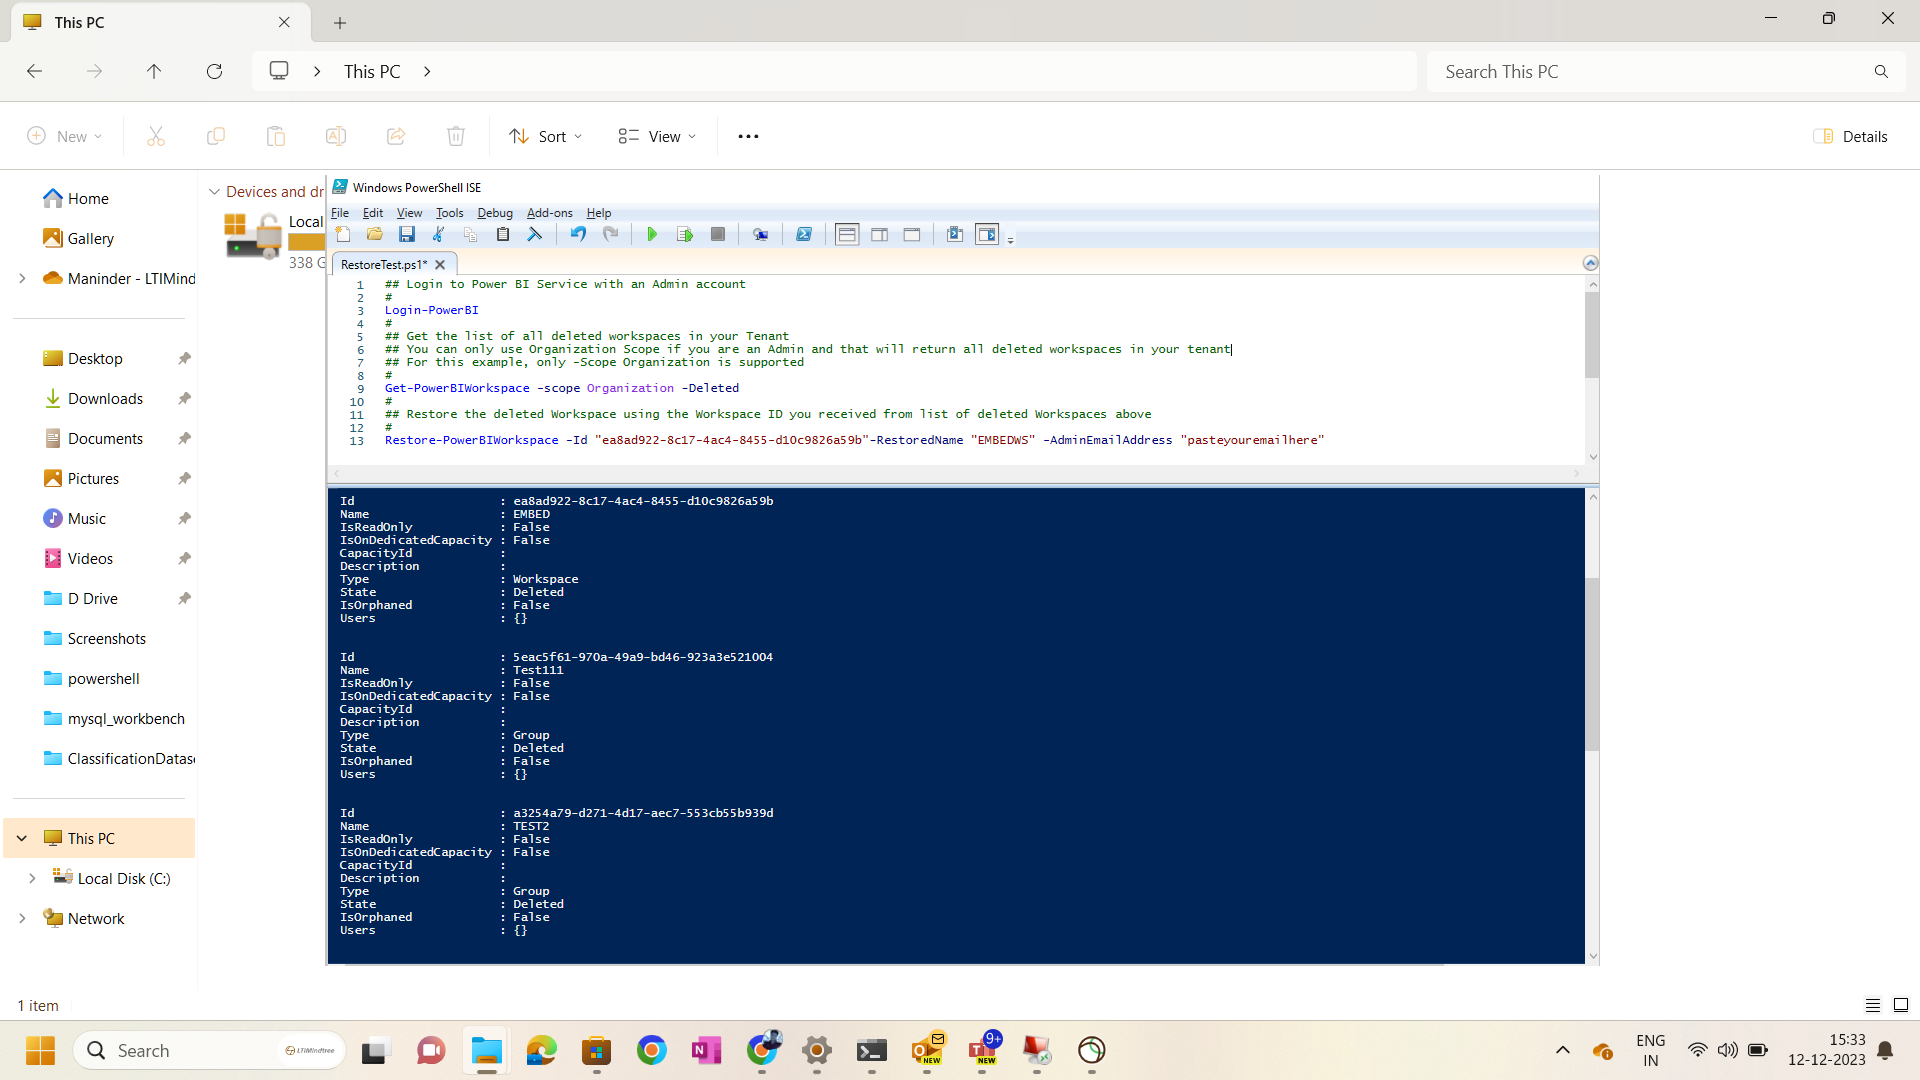 This PC
This PC
Search This PC
New
Sort
View
Details
Home
Gallery
Maninder - LTIMind
Desktop
Downloads
Documents
Pictures
Music
Videos
D Drive
Screenshots
powershell
mysql_workbench
ClassificationDatas
This PC
Local Disk (C:)
Network
Devices and dr
Local
338 G
Windows PowerShell ISE
File Edit View Tools Debug Add-ons Help
RestoreTest.ps1*
1 ## Login to Power BI Service with an Admin account
2 #
3 Login-PowerBI
4 #
5 ## Get the list of all deleted workspaces in your Tenant
6 ## You can only use Organization Scope if you are an Admin and that will return all deleted workspaces in your tenant
7 ## For this example, only -Scope Organization is supported
8 #
9 Get-PowerBIWorkspace -scope Organization -Deleted
10 #
11 ## Restore the deleted Workspace using the Workspace ID you received from list of deleted Workspaces above
12 #
13 Restore-PowerBIWorkspace -Id "ea8ad922-8c17-4ac4-8455-d10c9826a59b"-RestoredName "EMBEDWS" -AdminEmailAddress "pasteyouremailhere"
Id : ea8ad922-8c17-4ac4-8455-d10c9826a59b
Name : EMBED
IsReadOnly : False
IsOnDedicatedCapacity : False
CapacityId :
Description :
Type : Workspace
State : Deleted
IsOrphaned : False
Users : {}
Id : 5eac5f61-970a-49a9-bd46-923a3e521004
Name : Test111
IsReadOnly : False
IsOnDedicatedCapacity : False
CapacityId :
Description :
Type : Group
State : Deleted
IsOrphaned : False
Users : {}
Id : a3254a79-d271-4d17-aec7-553cb55b939d
Name : TEST2
IsReadOnly : False
IsOnDedicatedCapacity : False
CapacityId :
Description :
Type : Group
State : Deleted
IsOrphaned : False
Users : {}
1 item
Search
LTIMindtree
NEW
9+
NEW
ENG
IN
15:33
12-12-2023